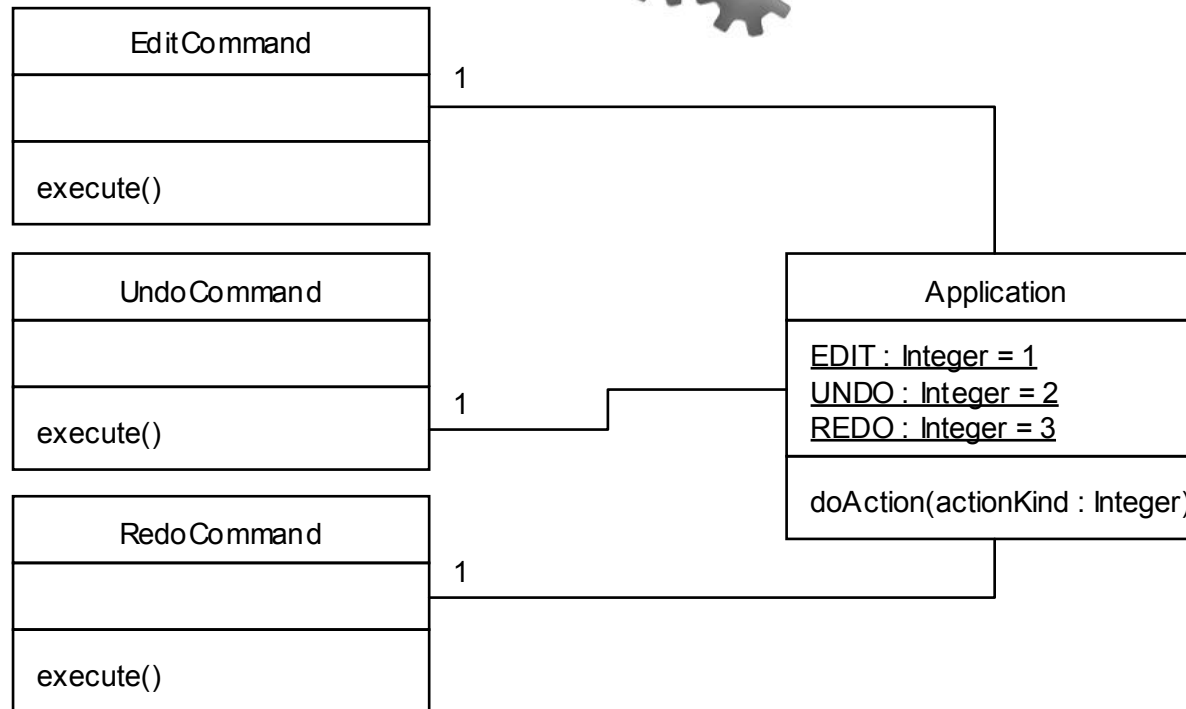 EditCommand
1
execute()
UndoCommand
1
execute()
RedoCommand
1
execute()
Application
EDIT : Integer = 1
UNDO : Integer = 2
REDO : Integer = 3
doAction(actionKind : Integer)